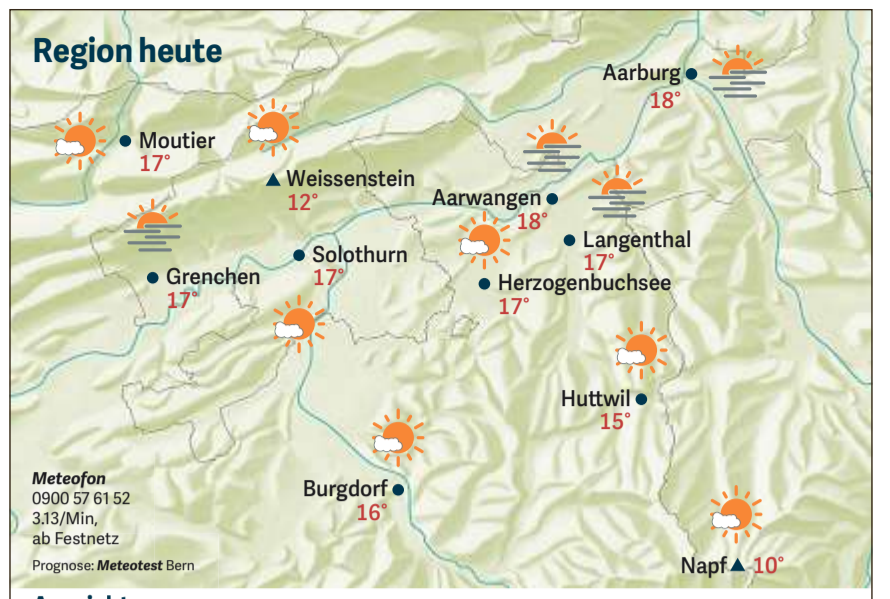 Region heute
Aarburg
18°
Moutier
17°
Weissenstein
12°
Aarwangen
18°
Langenthal
17°
Solothurn
17°
Grenchen
17°
Herzogenbuchsee
17°
Huttwil
15°
Meteofon
0900 57 61 52
3.13/Min,
ab Festnetz
Prognose: Meteotest Bern
Burgdorf
16°
Napf 10°